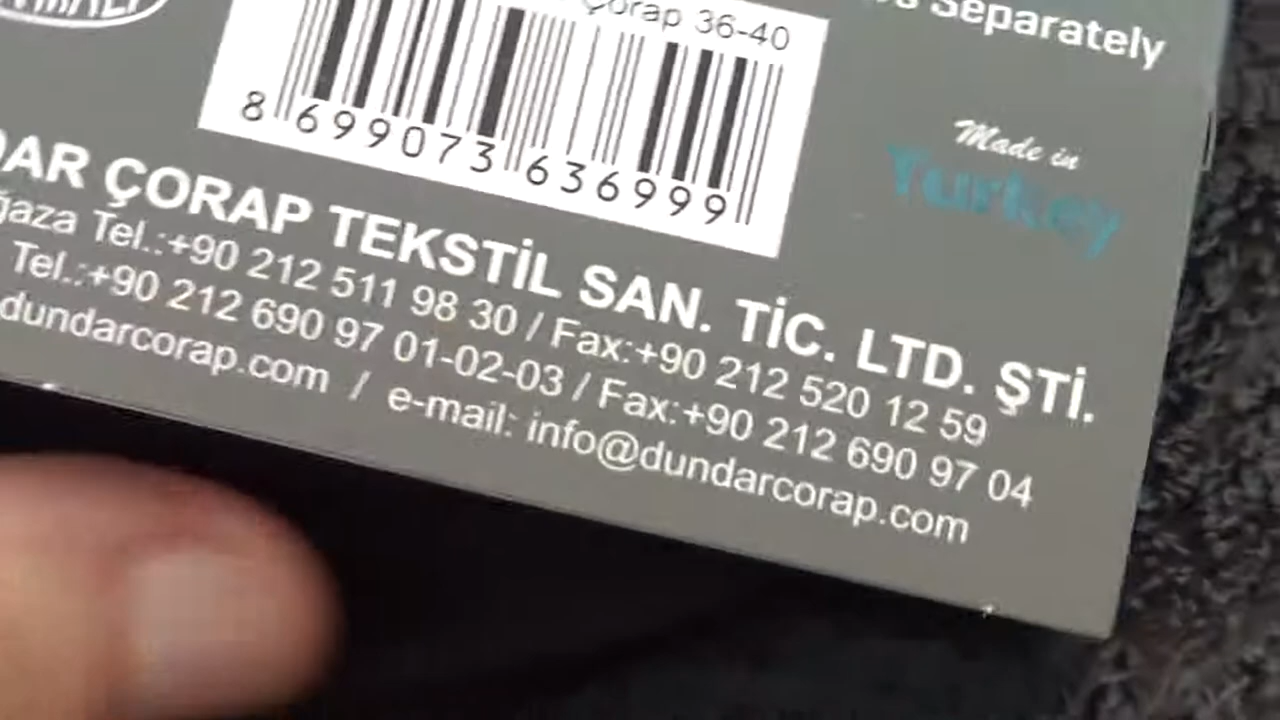 Çorap 36-40
Separately
8 699073 636999
Made in
Turkey
ÇORAP TEKSTİL SAN. TİC. LTD. ŞTİ.
Tel.:+90 212 511 98 30 / Fax:+90 212 520 12 59
Tel.:+90 212 690 97 01-02-03 / Fax:+90 212 690 97 04
dundarcorap.com / e-mail: info@dundarcorap.com